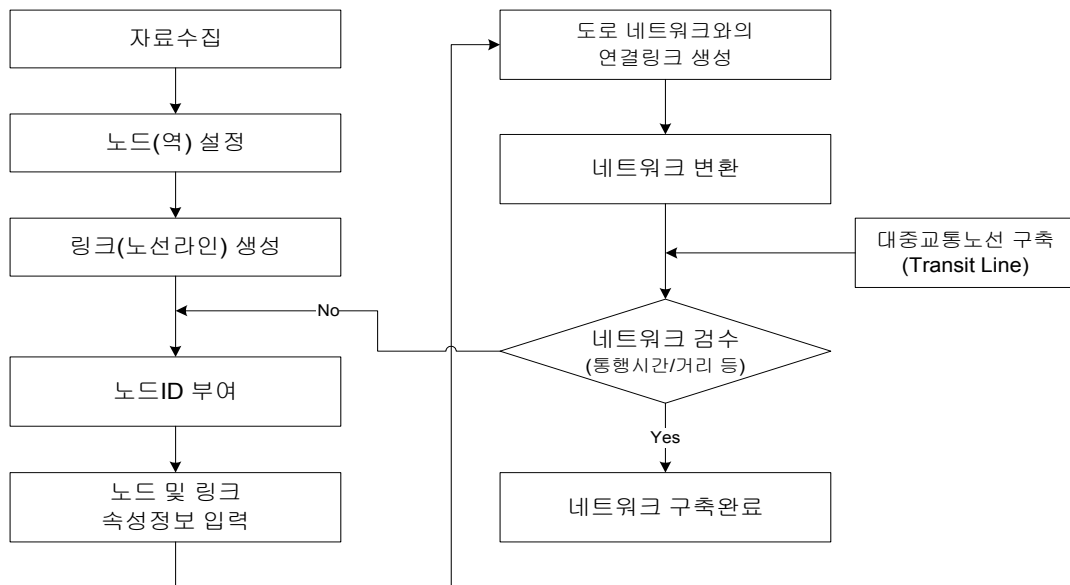 자료수집
노드(역) 설정
링크(노선라인) 생성
No
노드ID 부여
노드 및 링크
속성정보 입력
도로 네트워크와의
연결링크 생성
네트워크 변환
대중교통노선 구축
(Transit Line)
네트워크 검수
(통행시간/거리 등)
Yes
네트워크 구축완료